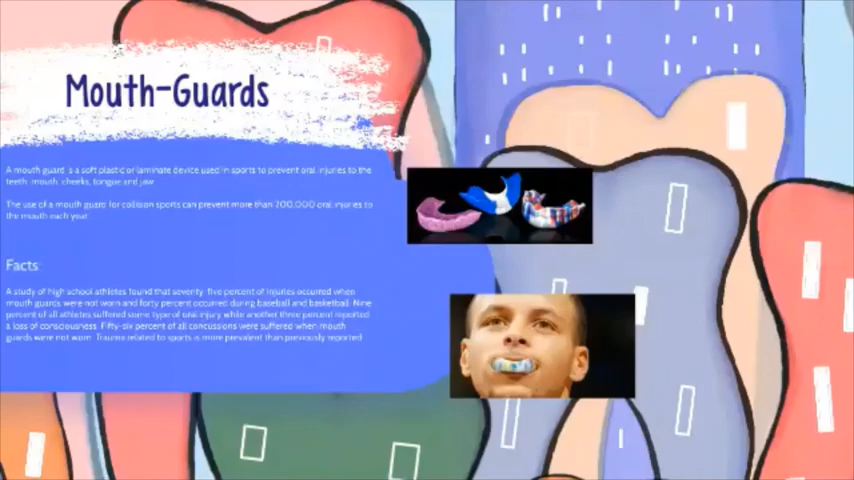 Mouth-Guards
A mouth guard is a soft plastic or laminate device used in sports to prevent oral injuries to the
teeth, mouth, cheeks, tongue and jaw.
The use of a mouth guard for collision sports can prevent more than 200,000 oral injuries to
the mouth each year.
Facts:
A study of high school athletes found that seventy-five percent of injuries occurred when
mouth guards were not worn and forty percent occurred during baseball and basketball. Nine
percent of all athletes suffered some type of oral injury while another three percent reported
a loss of consciousness. Fifty-six percent of all concussions were suffered when mouth
guards were not worn. Trauma related to sports is more prevalent than previously reported.